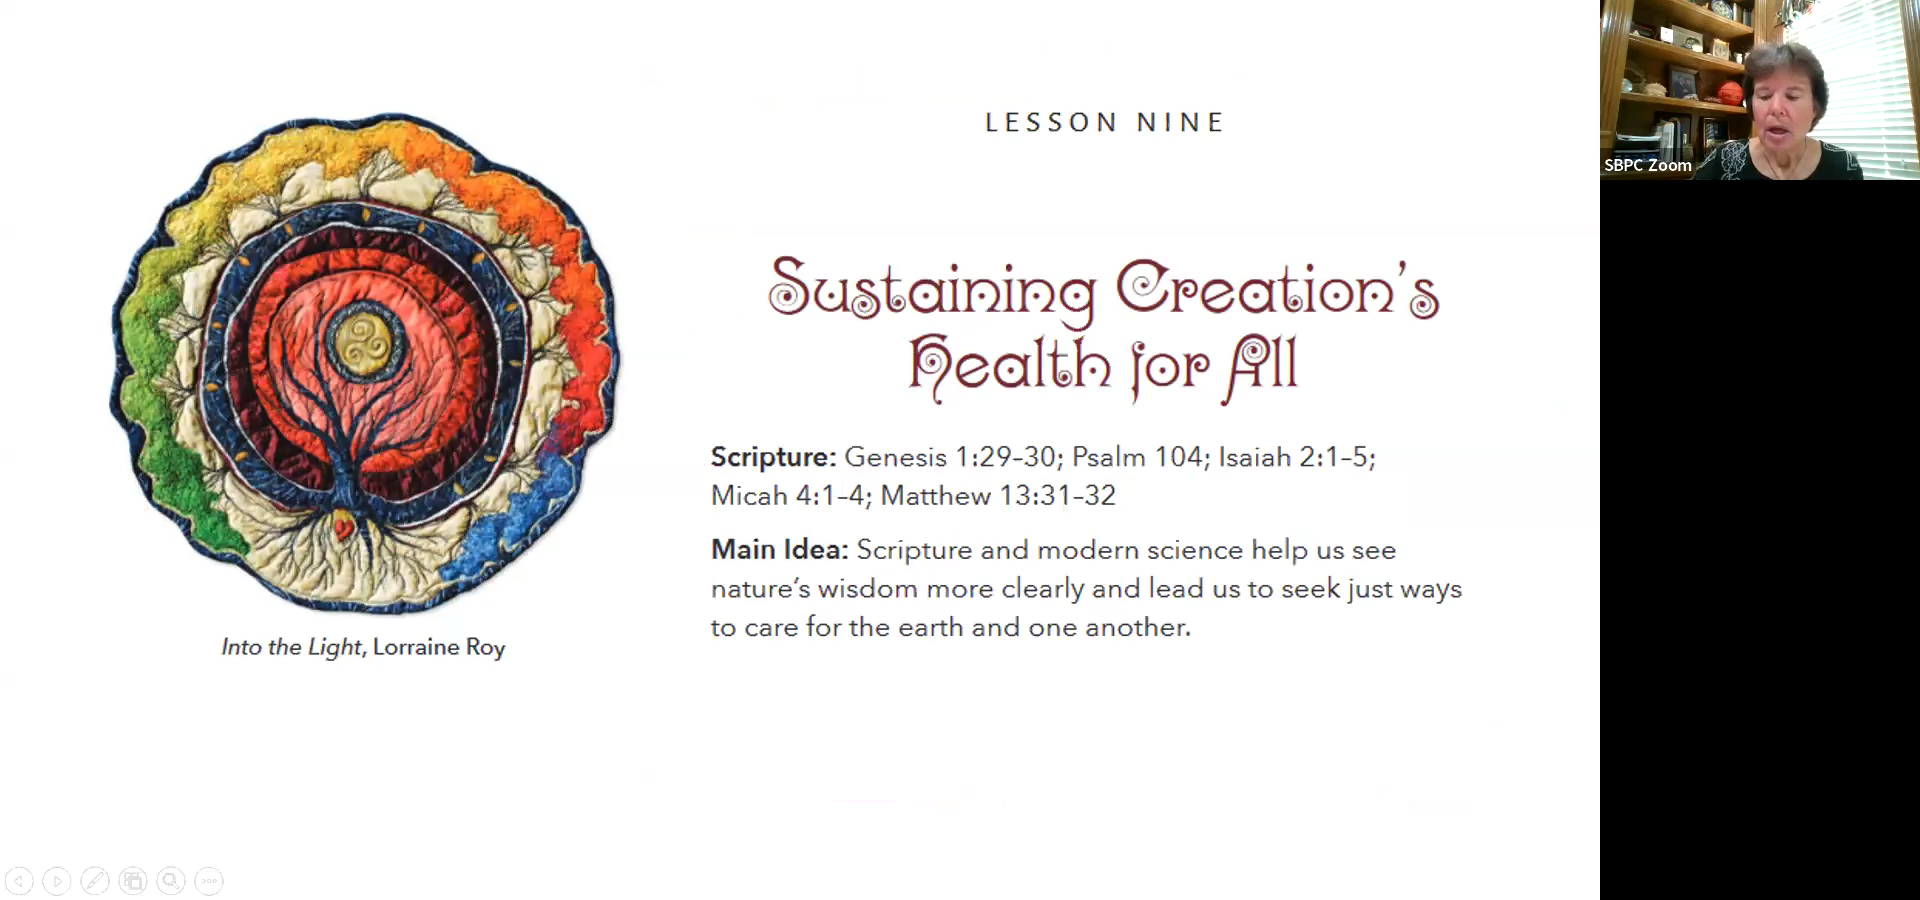 LESSON NINE
Sustaining Creation’s
Health for All
Scripture: Genesis 1:29–30; Psalm 104; Isaiah 2:1–5;
Micah 4:1–4; Matthew 13:31–32
Main Idea: Scripture and modern science help us see
nature’s wisdom more clearly and lead us to seek just ways
to care for the earth and one another.
Into the Light, Lorraine Roy
SBPC Zoom